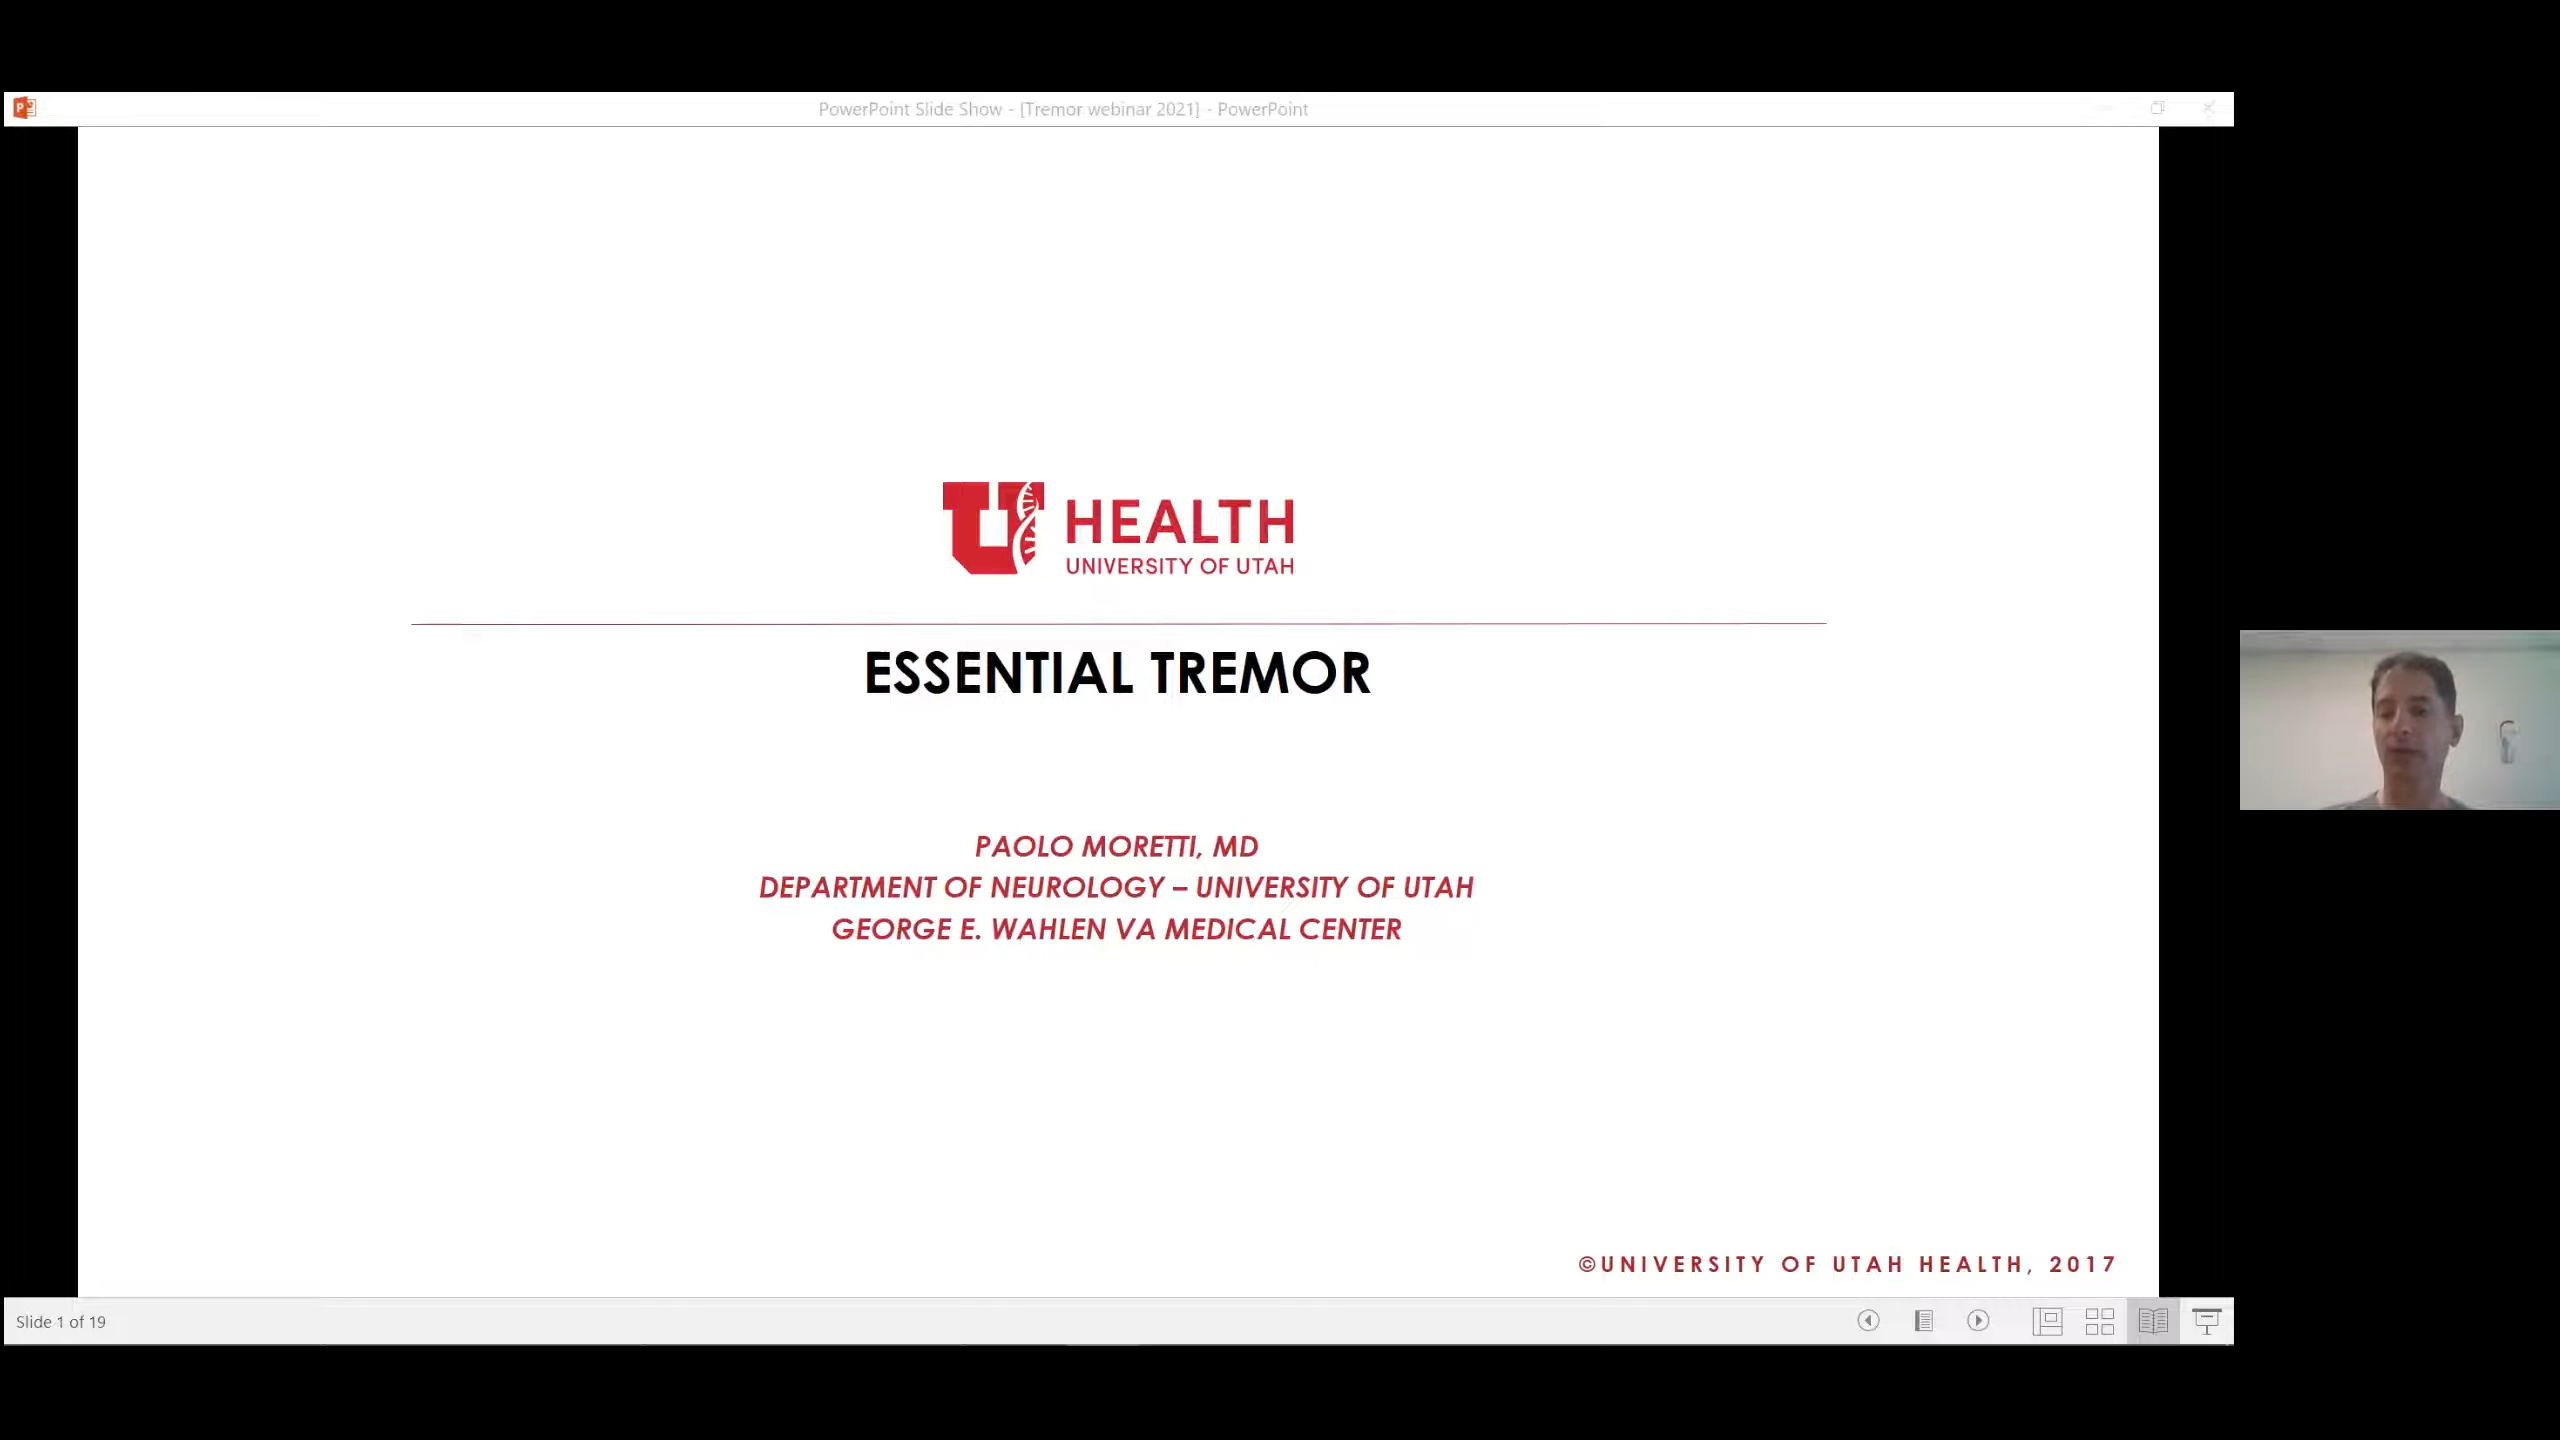 PowerPoint Slide Show - [Tremor webinar 2021] - PowerPoint
HEALTH
UNIVERSITY OF UTAH
ESSENTIAL TREMOR
PAOLO MORETTI, MD
DEPARTMENT OF NEUROLOGY – UNIVERSITY OF UTAH
GEORGE E. WAHLEN VA MEDICAL CENTER
©UNIVERSITY OF UTAH HEALTH, 2017
Slide 1 of 19